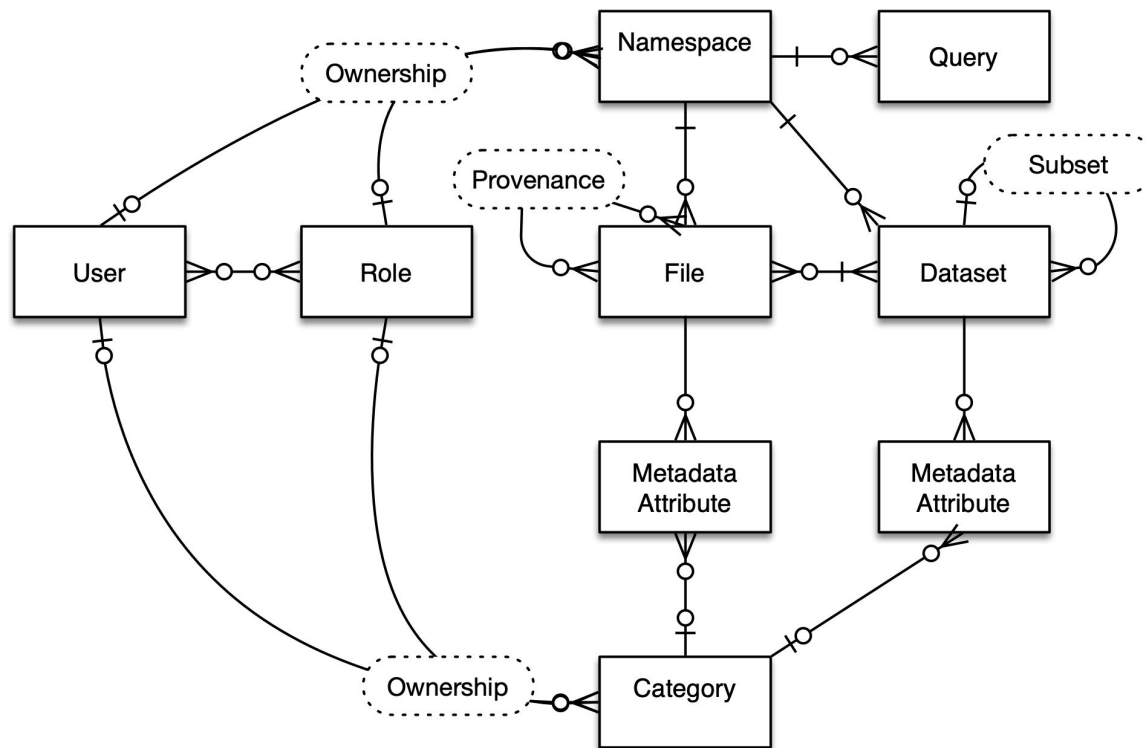 Namespace
Query
Ownership
Provenance
Subset
User
Role
File
Dataset
Metadata
Attribute
Metadata
Attribute
Ownership
Category